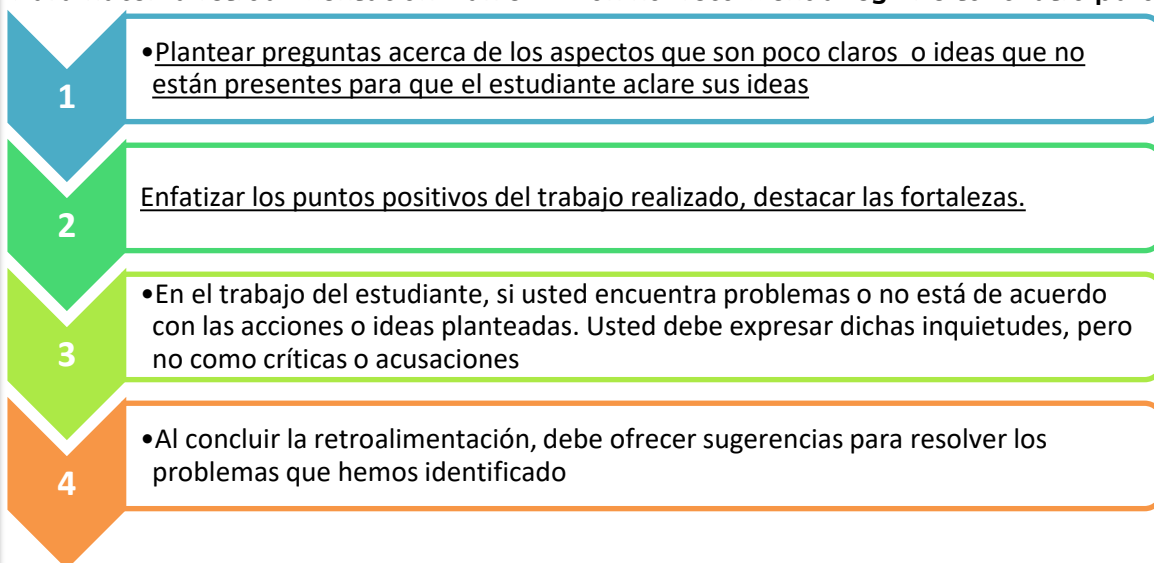 1
•Plantear preguntas acerca de los aspectos que son poco claros o ideas que no
están presentes para que el estudiante aclare sus ideas
2
Enfatizar los puntos positivos del trabajo realizado, destacar las fortalezas.
3
•En el trabajo del estudiante, si usted encuentra problemas o no está de acuerdo
con las acciones o ideas planteadas. Usted debe expresar dichas inquietudes, pero
no como críticas o acusaciones
4
•Al concluir la retroalimentación, debe ofrecer sugerencias para resolver los
problemas que hemos identificado